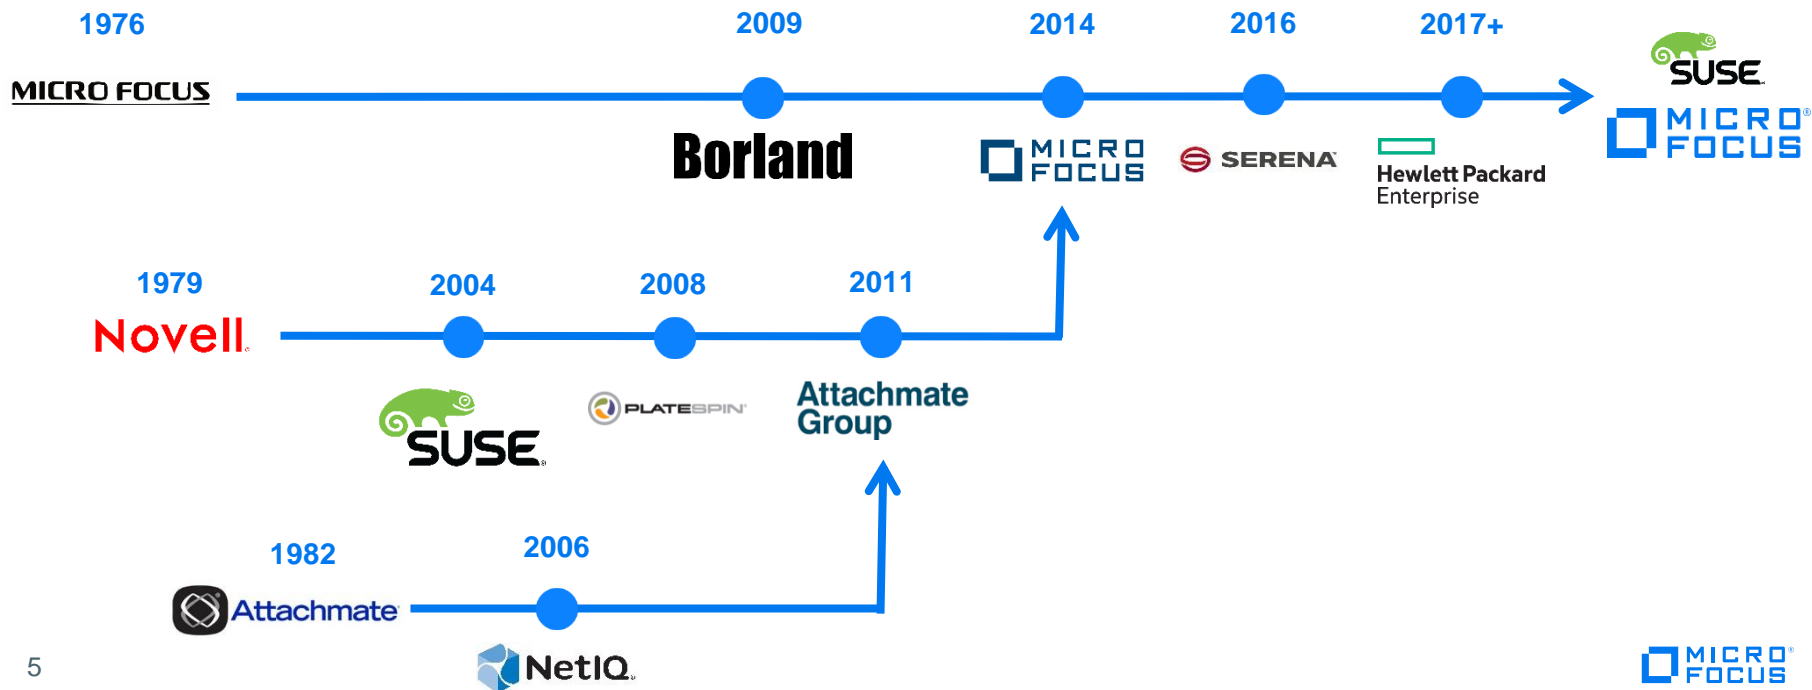 1976
2009
2014
2016
2017+
MICRO FOCUS
SUSE
MICRO
FOCUS
Borland
MICRO
FOCUS
SERENA
Hewlett Packard
Enterprise
1979
2004
2008
2011
Novell
SUSE
PLATESPIN
Attachmate
Group
1982
2006
Attachmate
NetIQ
5
MICRO
FOCUS